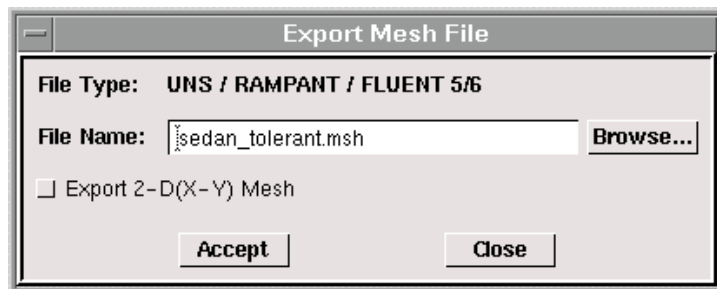 Export Mesh File
File Type: UNS / RAMPANT / FLUENT 5/6
File Name: sedan_tolerant.msh Browse...
Export 2-D(X-Y) Mesh
Accept Close